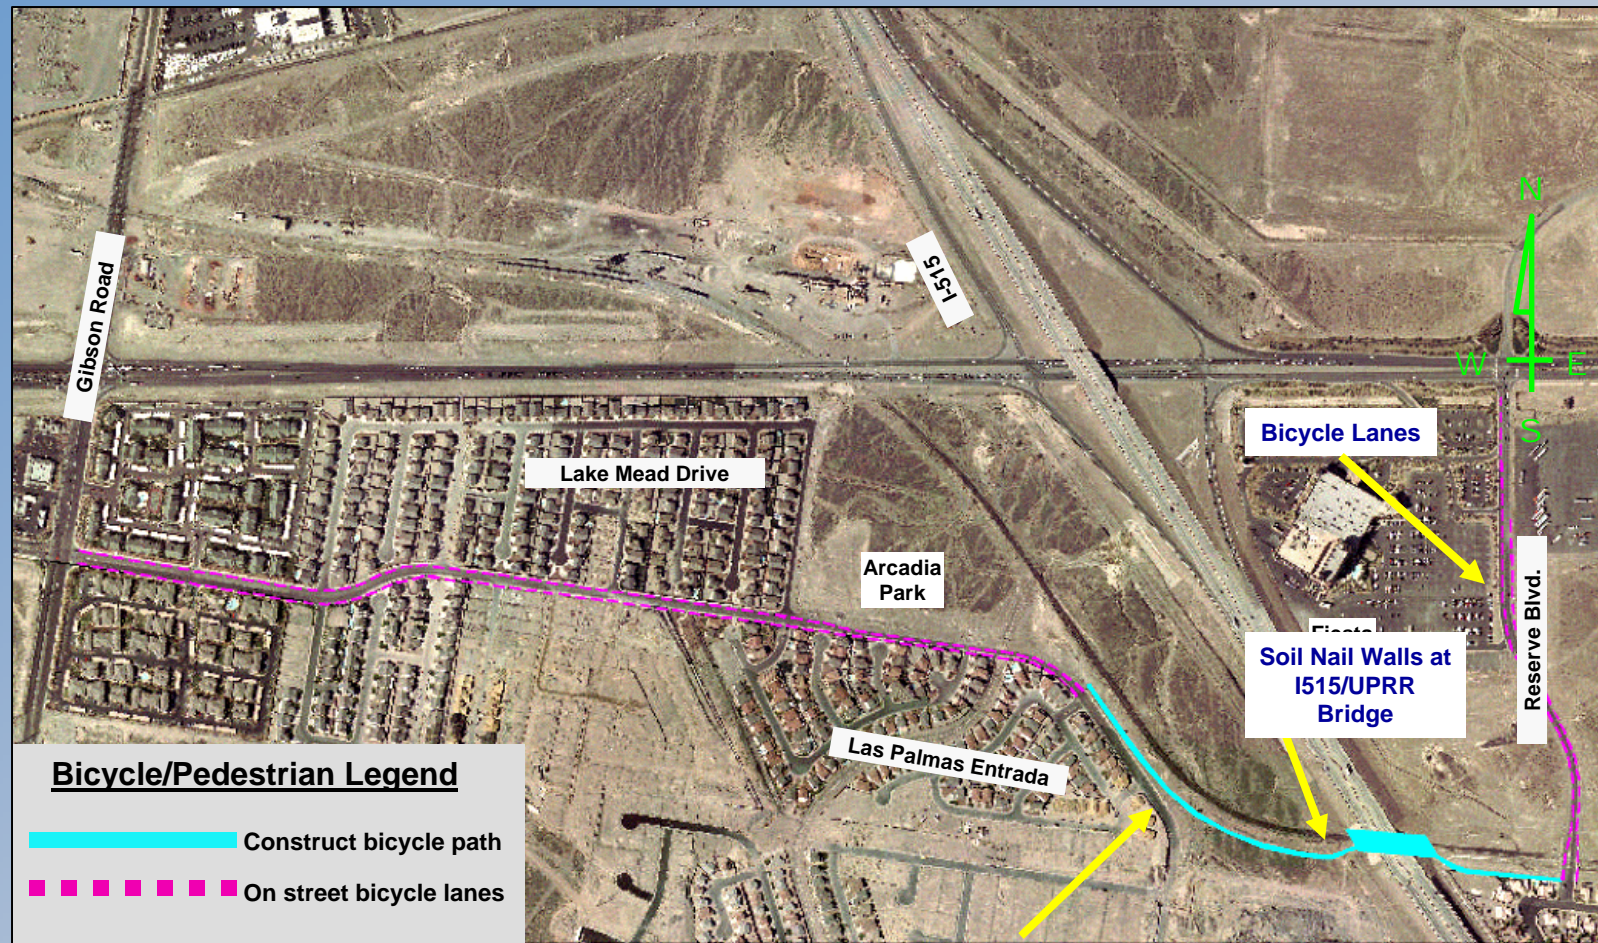 N
W E
S
I-515
Gibson Road
Bicycle Lanes
Lake Mead Drive
Arcadia
Park
Reserve Blvd.
Soil Nail Walls at
I515/UPRR
Bridge
Las Palmas Entrada
Bicycle/Pedestrian Legend
Construct bicycle path
On street bicycle lanes